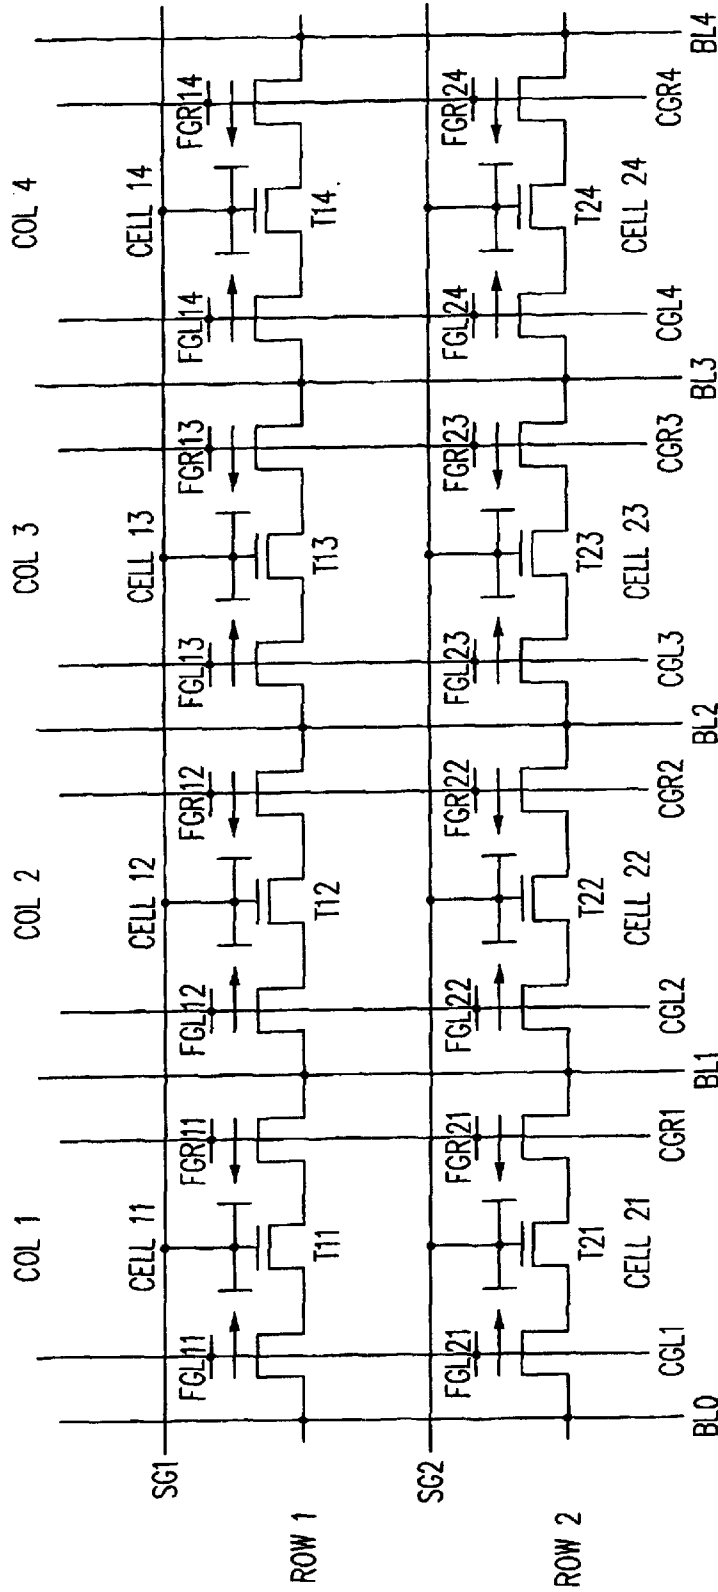 COL 1 COL 2 COL 3 COL 4
CELL 11 CELL 12 CELL 13 CELL 14
SG1
FGL11 FGR11 FGL12 FGR12 FGL13 FGR13 FGL14 FGR14
T11 T12 T13 T14
ROW 1
SG2
FGL21 FGR21 FGL22 FGR22 FGL23 FGR23 FGL24 FGR24
T21 T22 T23 T24
ROW 2
CELL 21 CELL 22 CELL 23 CELL 24
CGL1 CGR1 CGL2 CGR2 CGL3 CGR3 CGL4 CGR4
BL0 BL1 BL2 BL3 BL4